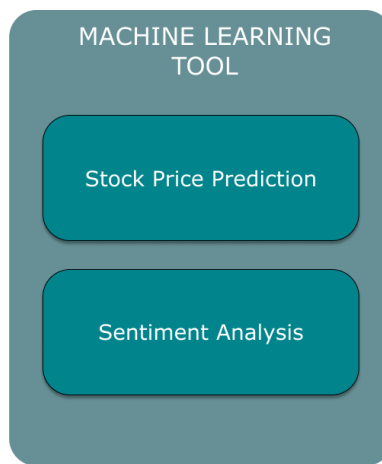 MACHINE LEARNING
TOOL
Stock Price Prediction
Sentiment Analysis